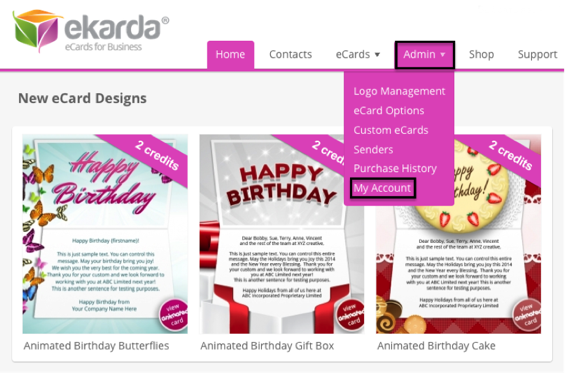 ekarda®
eCards for Business
Home
Contacts
eCards
Admin
Shop
Support
Logo Management
eCard Options
Custom eCards
Senders
Purchase History
My Account
New eCard Designs
2 credits
Happy
Birthday
Happy Birthday {firstname}!
This is just sample text. You can control this
message. May your birthday bring you joy!
We wish you the very best for the coming year.
Thank you for your custom and we look forward to
working with you at ABC Limited next year!
This is another sentence for testing purposes.
Happy Birthday from
Your Company Name Here
view
animated
card
Animated Birthday Butterflies
2 cre
HAPPY
BIRTHDAY
Dear Bobby, Sue, Terry, Anne, Vincent
and the rest of the team at XYZ creative.
This is just sample text. You can control this entire
message. May the Holidays bring you joy this 2014
and the New Year every Blessing. Thank you for
your custom and we look forward to working
with you at ABC Limited next year!
This is another sentence for testing purposes.
Happy Holidays from all of us here at
ABC Incorporated Proprietary Limited
view
animated
card
Animated Birthday Gift Box
2 credits
Birthday!
Dear Bobby, Sue, Terry, Anne, Vincent
and the rest of the team at XYZ creative.
This is just sample text. You can control this entire
message. May the Holidays bring you joy this 2014
and the New Year every Blessing. Thank you for
your custom and we look forward to working
with you at ABC Limited next year!
This is another sentence for testing purposes.
Happy Holidays from all of us here at
ABC Incorporated Proprietary Limited
view
animated
card
Animated Birthday Cake